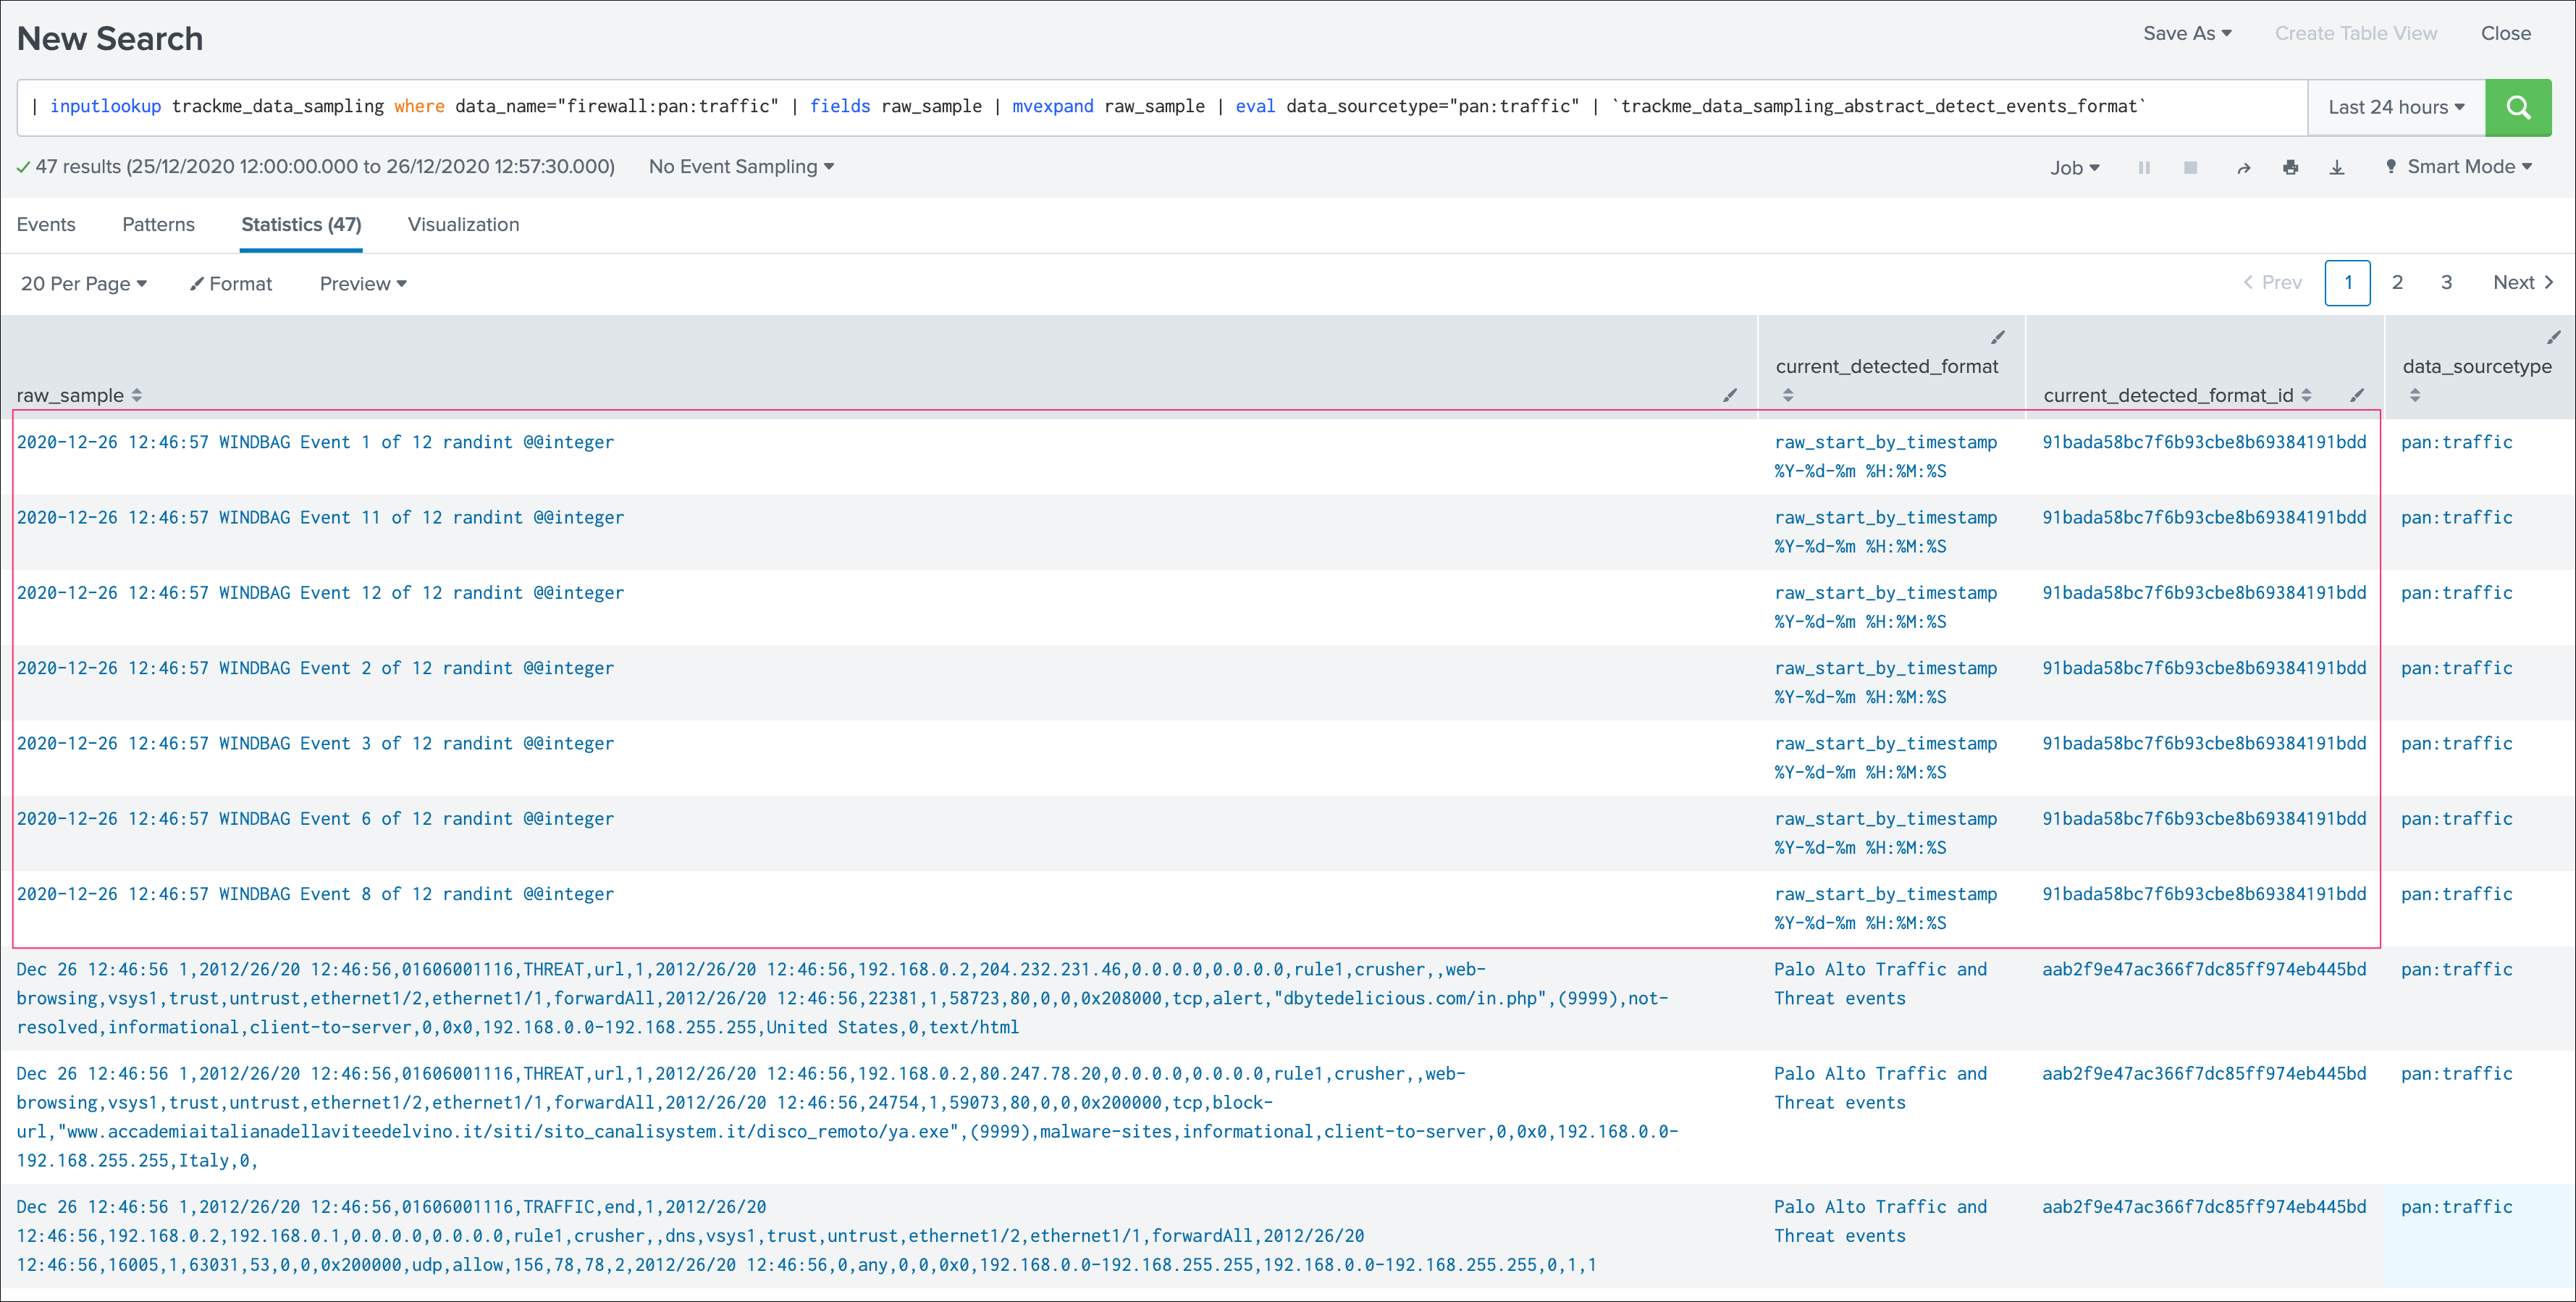 New Search
Save As
Create Table View
Close
| inputlookup trackme_data_sampling where data_name="firewall:pan:traffic" | fields raw_sample | mvexpand raw_sample | eval data_sourcetype="pan:traffic" | `trackme_data_sampling_abstract_detect_events_format`
Last 24 hours
47 results (25/12/2020 12:00:00.000 to 26/12/2020 12:57:30.000)
No Event Sampling
Job
Smart Mode
Events
Patterns
Statistics (47)
Visualization
20 Per Page
Format
Preview
Prev
1
2
3
Next
raw_sample
current_detected_format
current_detected_format_id
data_sourcetype
2020-12-26 12:46:57 WINDBAG Event 1 of 12 randint @@integer
raw_start_by_timestamp
%Y-%d-%m %H:%M:%S
91bada58bc7f6b93cbe8b69384191bdd
pan:traffic
2020-12-26 12:46:57 WINDBAG Event 11 of 12 randint @@integer
raw_start_by_timestamp
%Y-%d-%m %H:%M:%S
91bada58bc7f6b93cbe8b69384191bdd
pan:traffic
2020-12-26 12:46:57 WINDBAG Event 12 of 12 randint @@integer
raw_start_by_timestamp
%Y-%d-%m %H:%M:%S
91bada58bc7f6b93cbe8b69384191bdd
pan:traffic
2020-12-26 12:46:57 WINDBAG Event 2 of 12 randint @@integer
raw_start_by_timestamp
%Y-%d-%m %H:%M:%S
91bada58bc7f6b93cbe8b69384191bdd
pan:traffic
2020-12-26 12:46:57 WINDBAG Event 3 of 12 randint @@integer
raw_start_by_timestamp
%Y-%d-%m %H:%M:%S
91bada58bc7f6b93cbe8b69384191bdd
pan:traffic
2020-12-26 12:46:57 WINDBAG Event 6 of 12 randint @@integer
raw_start_by_timestamp
%Y-%d-%m %H:%M:%S
91bada58bc7f6b93cbe8b69384191bdd
pan:traffic
2020-12-26 12:46:57 WINDBAG Event 8 of 12 randint @@integer
raw_start_by_timestamp
%Y-%d-%m %H:%M:%S
91bada58bc7f6b93cbe8b69384191bdd
pan:traffic
Dec 26 12:46:56 1,2012/26/20 12:46:56,01606001116,THREAT,url,1,2012/26/20 12:46:56,192.168.0.2,204.232.231.46,0.0.0.0,0.0.0.0,rule1,crusher,,web-
browsing,vsys1,trust,untrust,ethernet1/2,ethernet1/1,forwardAll,2012/26/20 12:46:56,22381,1,58723,80,0,0,0x208000,tcp,alert,"dbytedelicious.com/in.php",(9999),not-
resolved,informational,client-to-server,0,0x0,192.168.0.0-192.168.255.255,United States,0,text/html
Palo Alto Traffic and
Threat events
aab2f9e47ac366f7dc85ff974eb445bd
pan:traffic
Dec 26 12:46:56 1,2012/26/20 12:46:56,01606001116,THREAT,url,1,2012/26/20 12:46:56,192.168.0.2,80.247.78.20,0.0.0.0,0.0.0.0,rule1,crusher,,web-
browsing,vsys1,trust,untrust,ethernet1/2,ethernet1/1,forwardAll,2012/26/20 12:46:56,24754,1,59073,80,0,0,0x200000,tcp,block-
url,"www.accademiaitalianadellaviteedelvino.it/siti/sito_canalisystem.it/disco_remoto/ya.exe",(9999),malware-sites,informational,client-to-server,0,0x0,192.168.0.0-
192.168.255.255,Italy,0,
Palo Alto Traffic and
Threat events
aab2f9e47ac366f7dc85ff974eb445bd
pan:traffic
Dec 26 12:46:56 1,2012/26/20 12:46:56,01606001116,TRAFFIC,end,1,2012/26/20
12:46:56,192.168.0.2,192.168.0.1,0.0.0.0,0.0.0.0,rule1,crusher,,dns,vsys1,trust,untrust,ethernet1/2,ethernet1/1,forwardAll,2012/26/20
12:46:56,16005,1,63031,53,0,0,0x200000,udp,allow,156,78,78,2,2012/26/20 12:46:56,0,any,0,0,0x0,192.168.0.0-192.168.255.255,192.168.0.0-192.168.255.255,0,1,1
Palo Alto Traffic and
Threat events
aab2f9e47ac366f7dc85ff974eb445bd
pan:traffic